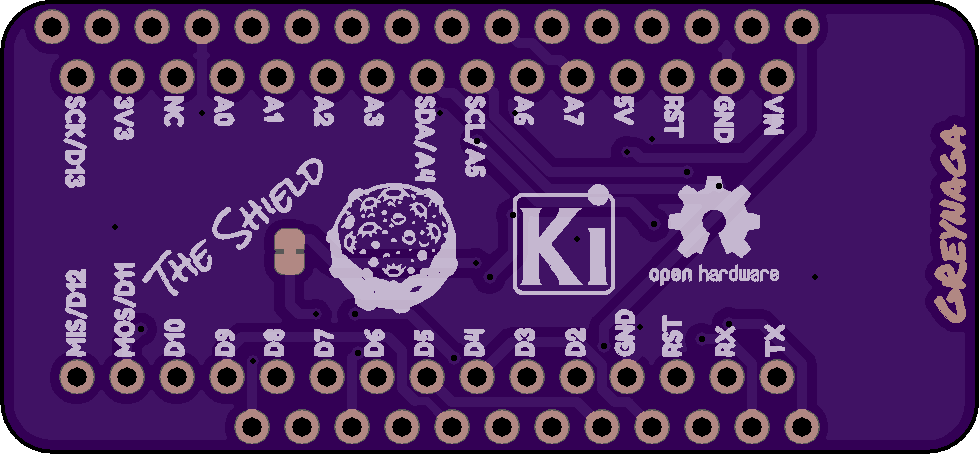 SCK/D13
3V3
NC
A0
A1
A2
A3
SDA/A4
SCL/A5
A6
A7
5V
RST
GND
VIN
THE SHIELD
Ki
open hardware
GREYNAGA
MIS/D12
MOS/D11
D10
D9
D8
D7
D6
D5
D4
D3
D2
GND
RST
RX
TX